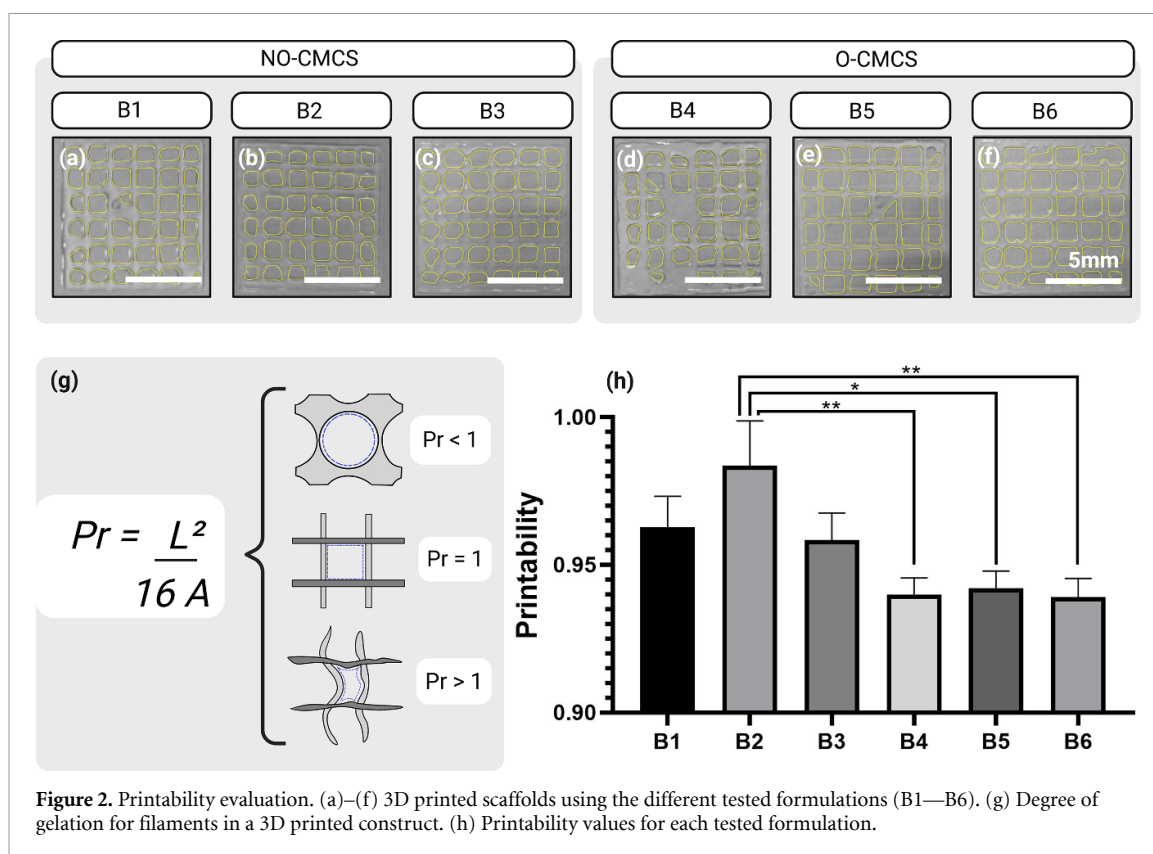 NO-CMCS
O-CMCS
B1
B2
B3
B4
B5
B6
(a)
(b)
(c)
(d)
(e)
(f)
5mm
(g)
Pr = L²
16 A
Pr < 1
Pr = 1
Pr > 1
(h)
**
*
**
Printability
1.00
0.95
0.90
B1
B2
B3
B4
B5
B6
Figure 2. Printability evaluation. (a)–(f) 3D printed scaffolds using the different tested formulations (B1—B6). (g) Degree of
gelation for filaments in a 3D printed construct. (h) Printability values for each tested formulation.